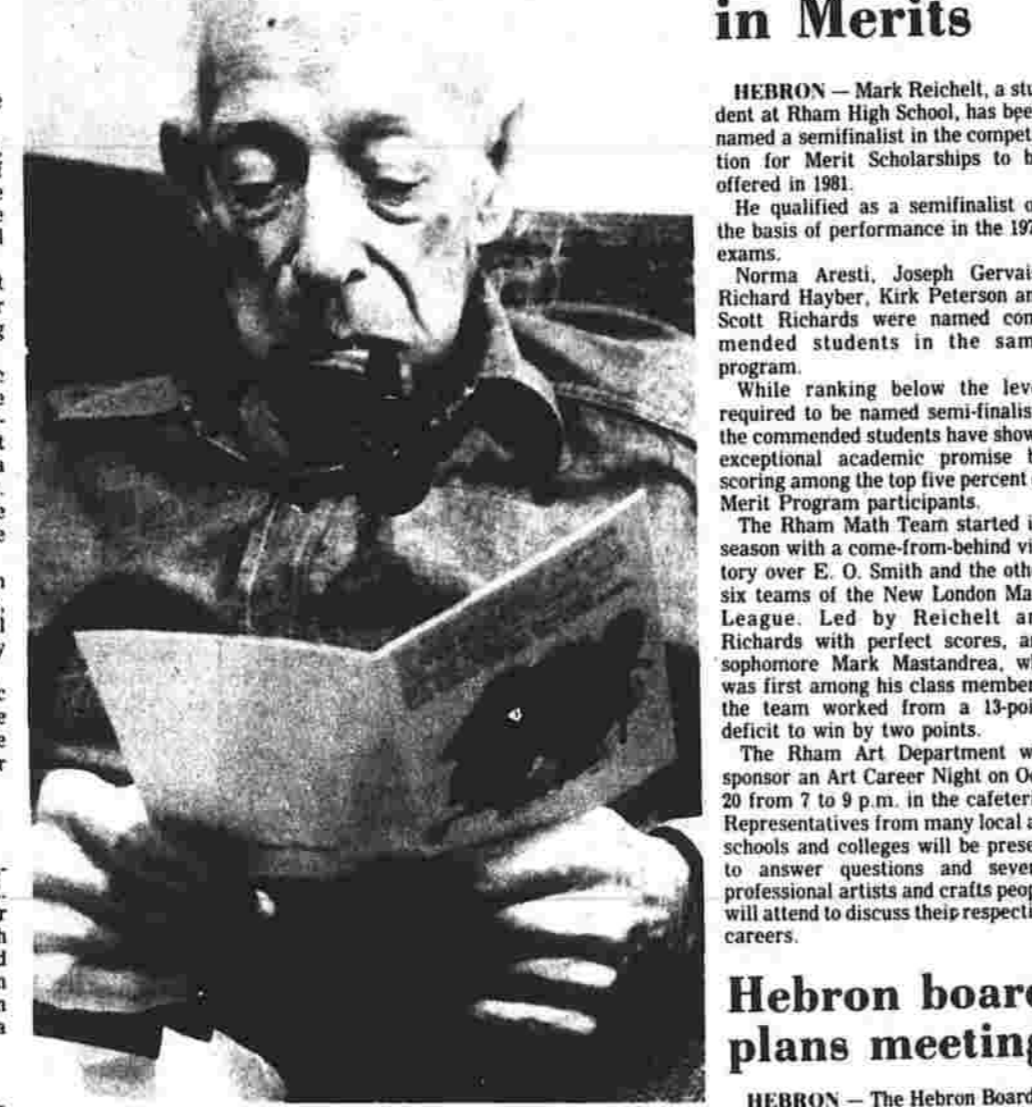 in Merits
HEBRON — Mark Reichelt, a stu
dent at Rham High School, has bee
named a semifinalist in the compet
tion for Merit Scholarships to b
offered in 1981.
He qualified as a semifinalist o
the basis of performance in the 197
exams.
Norma Aresti, Joseph Gervai
Richard Hayber, Kirk Peterson an
Scott Richards were named com
mended students in the sam
program.
While ranking below the leve
required to be named semi-finalis
the commended students have show
exceptional academic promise b
scoring among the top five percent
Merit Program participants.
The Rham Math Team started
season with a come-from-behind vi
tory over E. O. Smith and the othe
six teams of the New London Ma
League. Led by Reichelt an
Richards with perfect scores, an
sophomore Mark Mastandrea, wh
was first among his class member
the team worked from a 13-poi
deficit to win by two points.
The Rham Art Department w
sponsor an Art Career Night on Oc
20 from 7 to 9 p.m. in the cafeteri
Representatives from many local a
schools and colleges will be prese
to answer questions and sever
professional artists and crafts peop
will attend to discuss their respecti
careers.
Hebron board
plans meeting
HEBRON — The Hebron Board